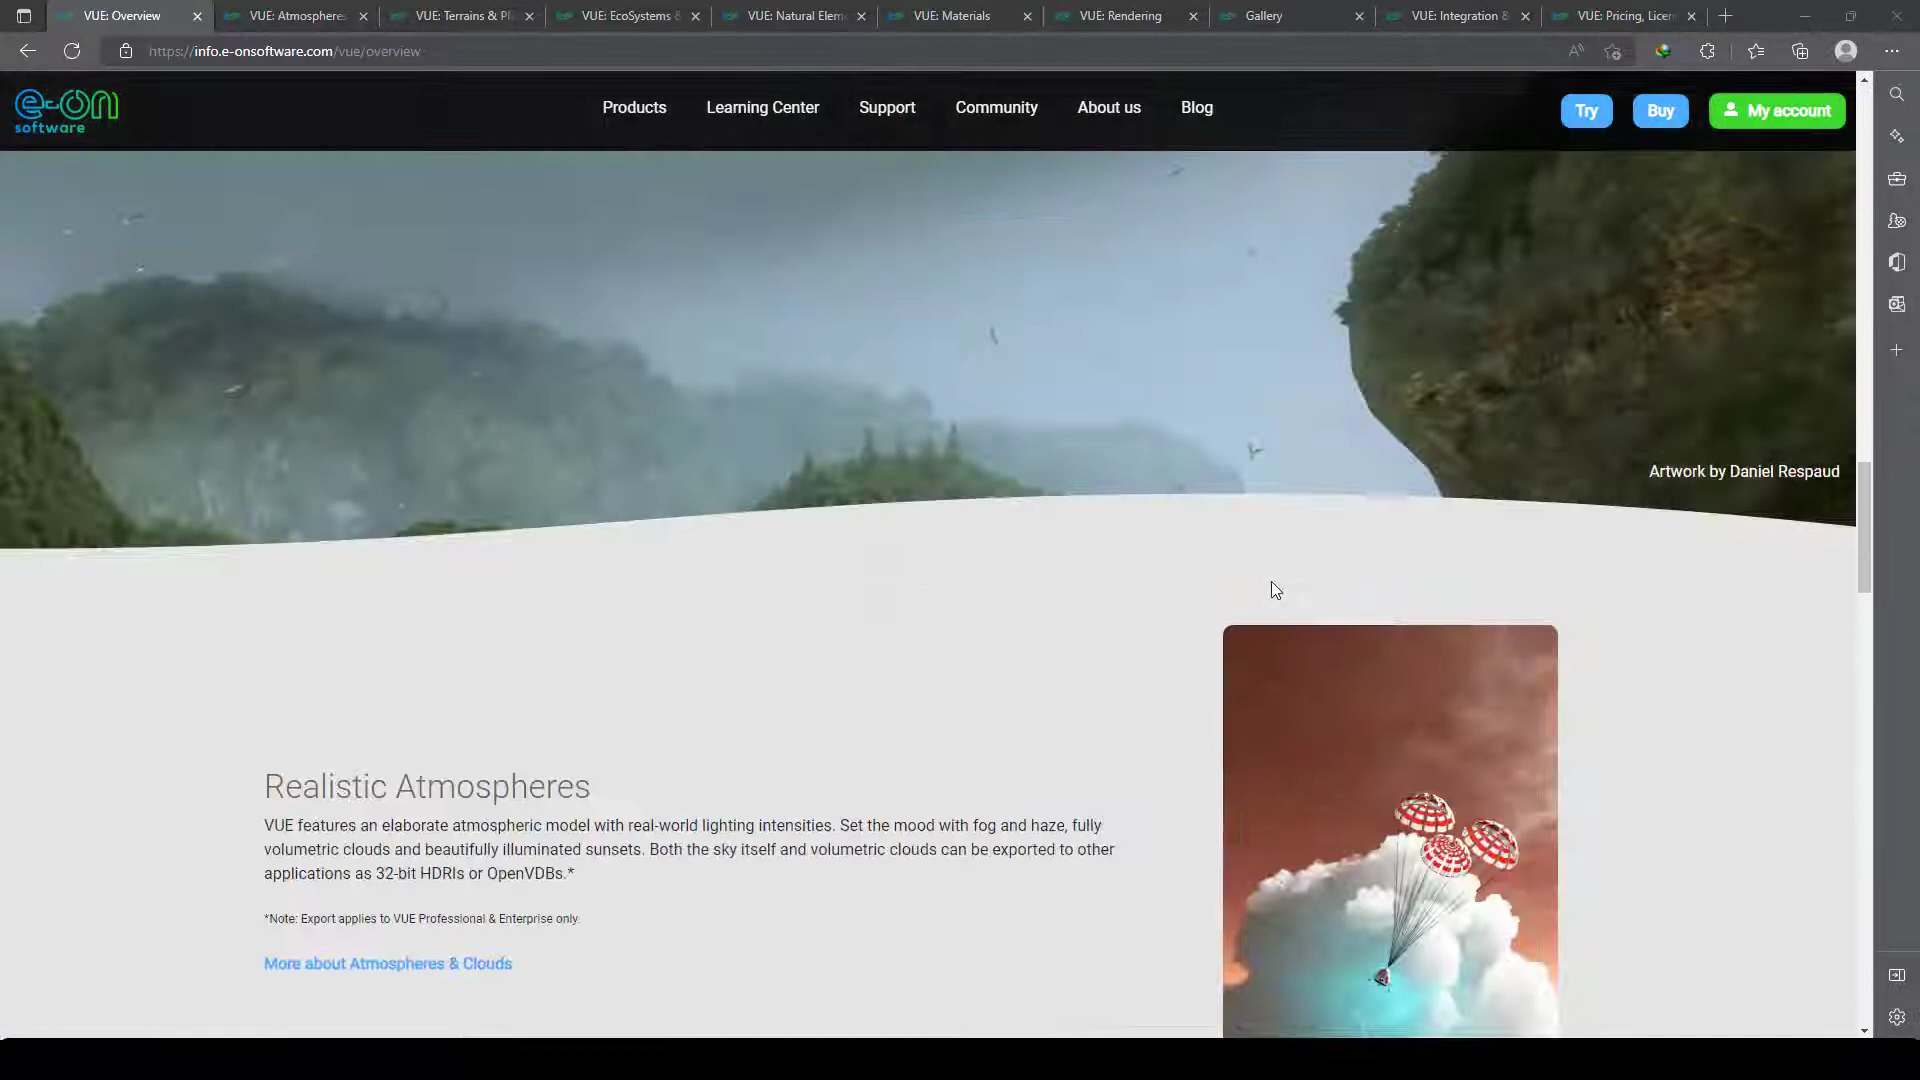 VUE: Overview
VUE: Atmospheres
VUE: Terrains & Pl
VUE: EcoSystems &
VUE: Natural Elem
VUE: Materials
VUE: Rendering
Gallery
VUE: Integration &
VUE: Pricing, Licen
https://info.e-onsoftware.com/vue/overview
e-on
software
Products
Learning Center
Support
Community
About us
Blog
Try
Buy
My account
Artwork by Daniel Respaud
Realistic Atmospheres
VUE features an elaborate atmospheric model with real-world lighting intensities. Set the mood with fog and haze, fully
volumetric clouds and beautifully illuminated sunsets. Both the sky itself and volumetric clouds can be exported to other
applications as 32-bit HDRIs or OpenVDBs.*
*Note: Export applies to VUE Professional & Enterprise only.
More about Atmospheres & Clouds